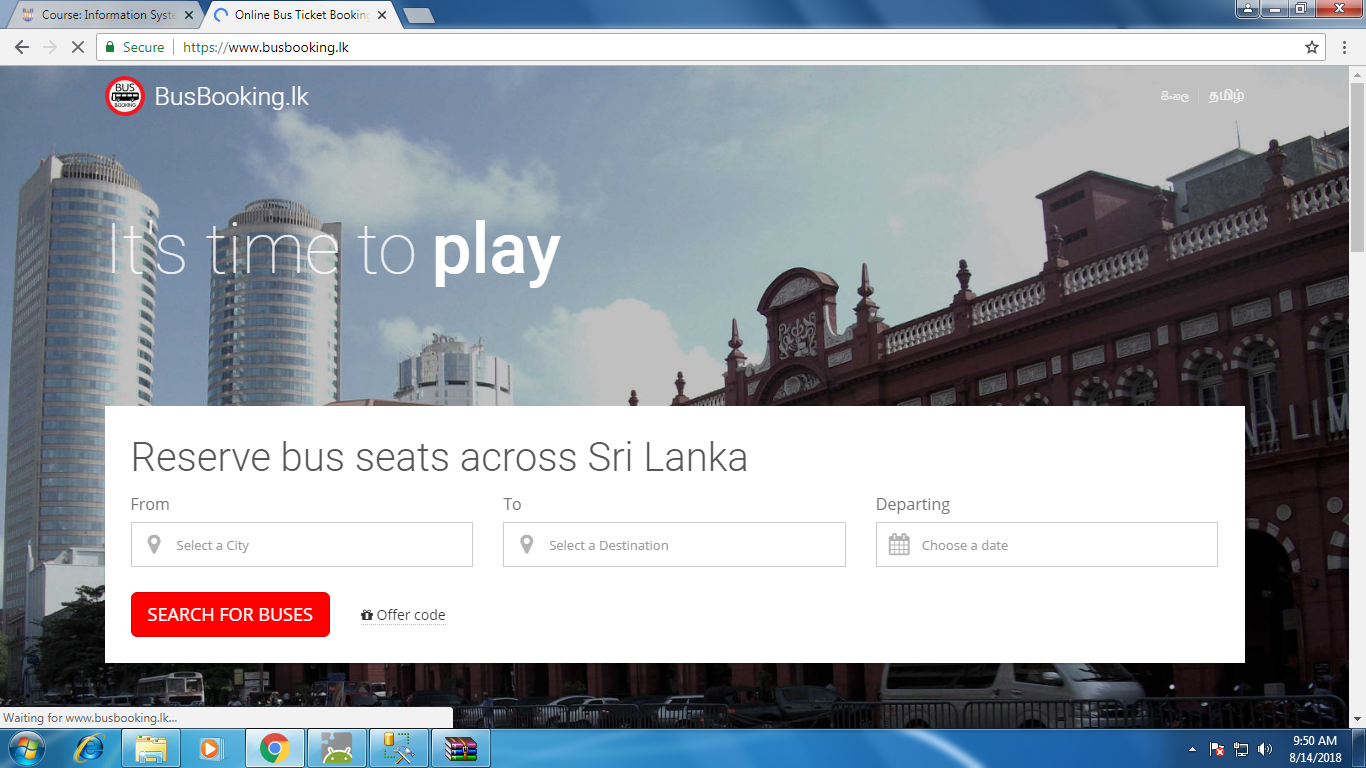 Course: Information Syste
Online Bus Ticket Booking
Secure
https://www.busbooking.lk
BUS
BOOKING
BusBooking.lk
සිංහල
தமிழ்
It's time to play
Reserve bus seats across Sri Lanka
From
To
Departing
Select a City
Select a Destination
Choose a date
SEARCH FOR BUSES
Offer code
Waiting for www.busbooking.lk...
9:50 AM
8/14/2018